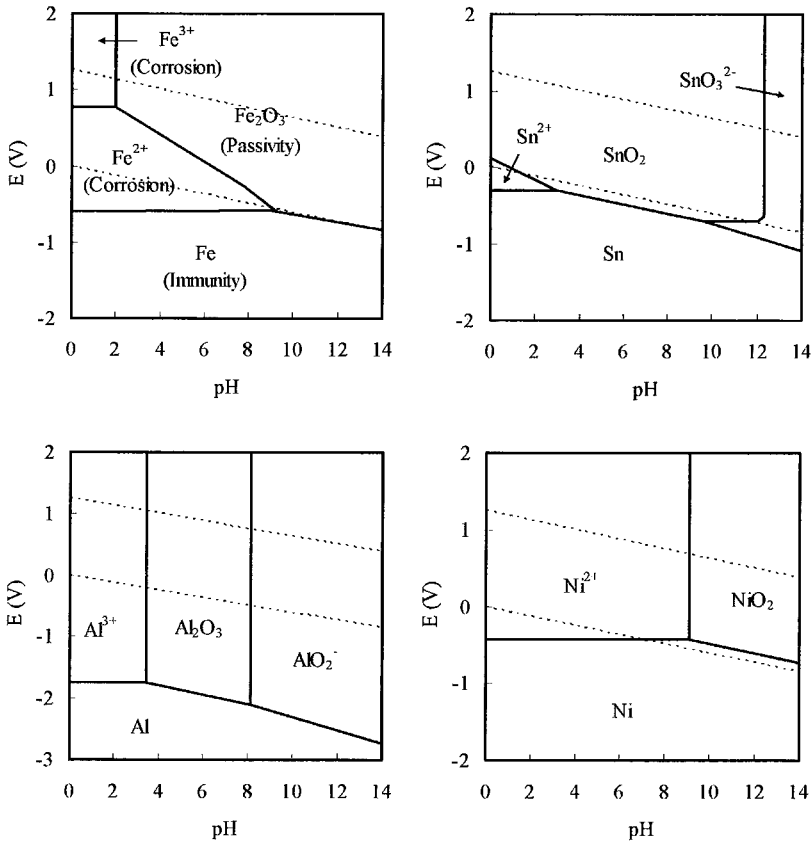 2
1
0
-1
-2
E (V)
Fe³⁺
(Corrosion)
Fe₂O₃
(Passivity)
Fe²⁺
(Corrosion)
Fe
(Immunity)
0 2 4 6 8 10 12 14
pH
2
1
0
-1
-2
E (V)
SnO₃²⁻
Sn²⁺
SnO₂
Sn
0 2 4 6 8 10 12 14
pH
2
1
0
-1
-2
-3
E (V)
Al³⁺
Al₂O₃
AlO₂⁻
Al
0 2 4 6 8 10 12 14
pH
2
1
0
-1
-2
E (V)
Ni²⁺
NiO₂
Ni
0 2 4 6 8 10 12 14
pH